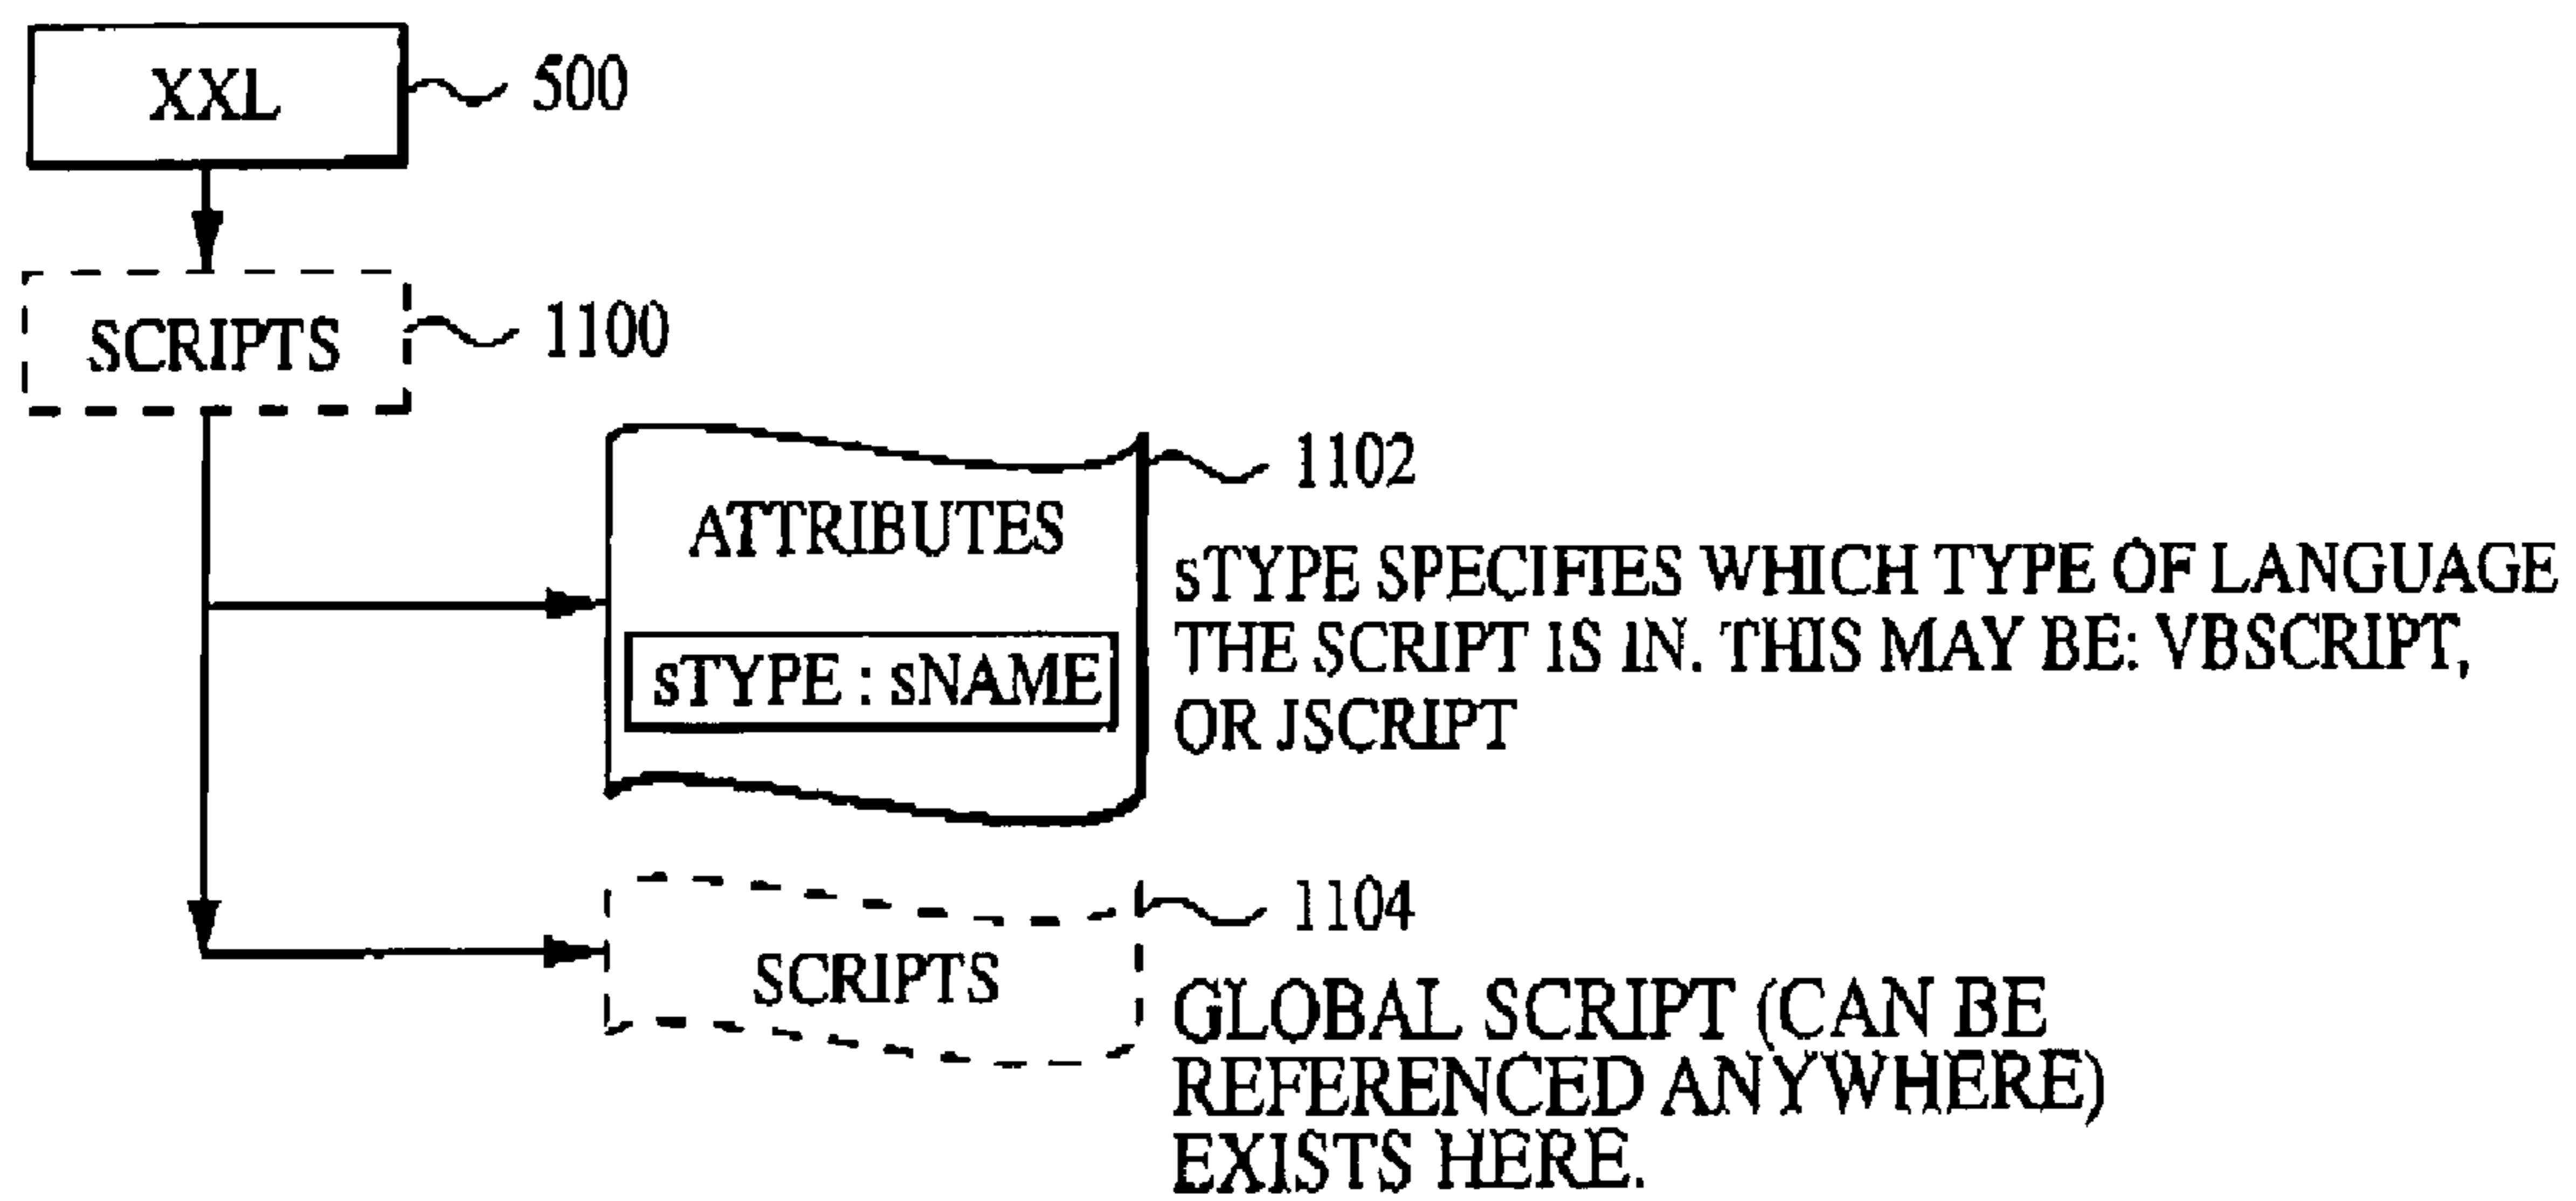 XXL
500
SCRIPTS
1100
1102
ATTRIBUTES
sTYPE : sNAME
sTYPE SPECIFIES WHICH TYPE OF LANGUAGE
THE SCRIPT IS IN. THIS MAY BE: VBSCRIPT,
OR JSCRIPT
1104
SCRIPTS
GLOBAL SCRIPT (CAN BE
REFERENCED ANYWHERE)
EXISTS HERE.